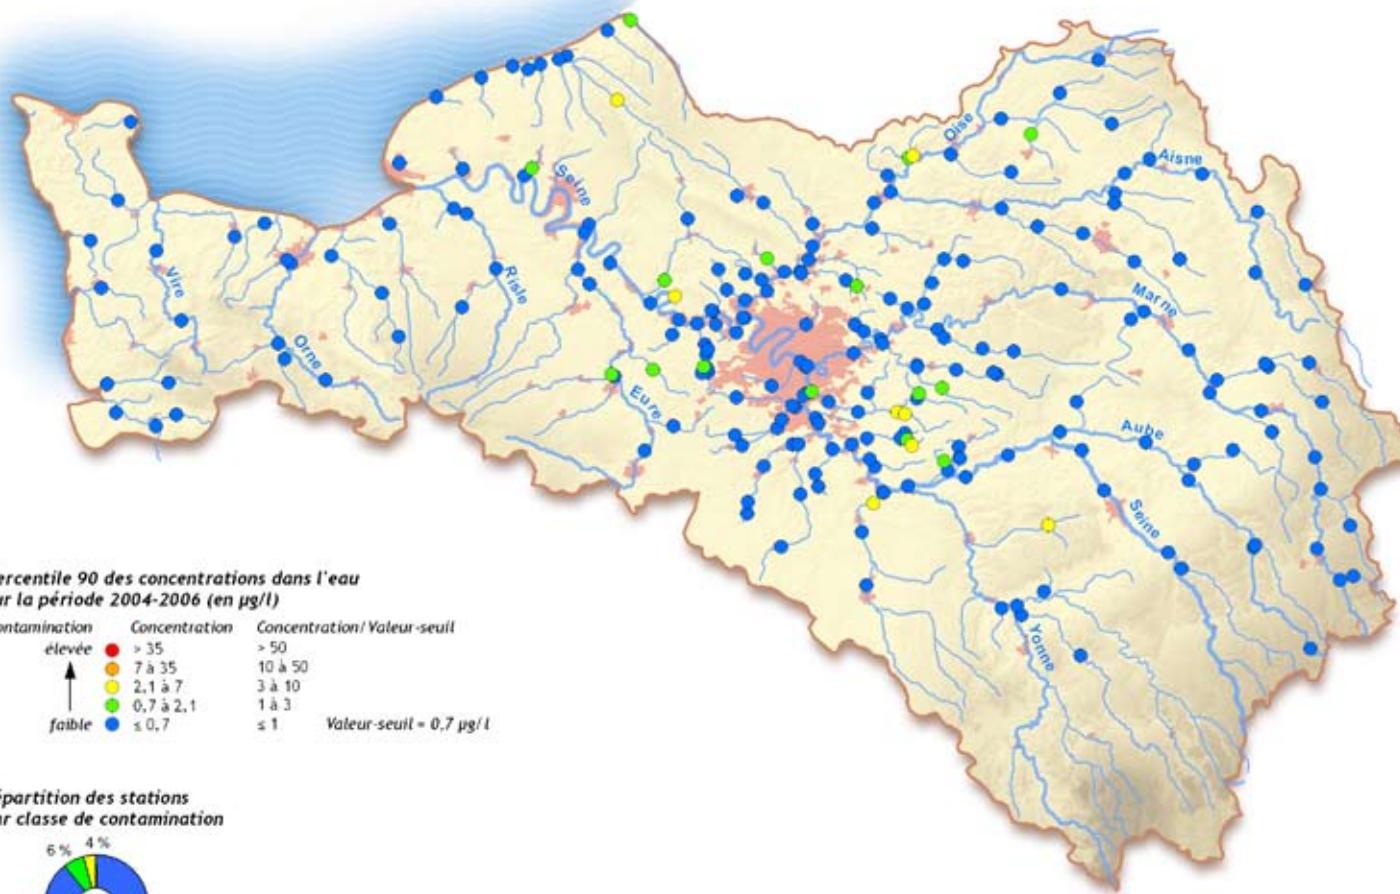 Oise
Aisne
Seine
Vire
Risle
Marne
Orne
Eure
Aube
Seine
Yonne
ercentile 90 des concentrations dans l'eau
ur la période 2004-2006 (en µg/l)
ontamination Concentration Concentration/Valeur-seuil
élevée > 35 > 50
7 à 35 10 à 50
2,1 à 7 3 à 10
0,7 à 2,1 1 à 3
faible ≤ 0,7 ≤ 1 Valeur-seuil = 0,7 µg/l
épartition des stations
ar classe de contamination
6 % 4 %